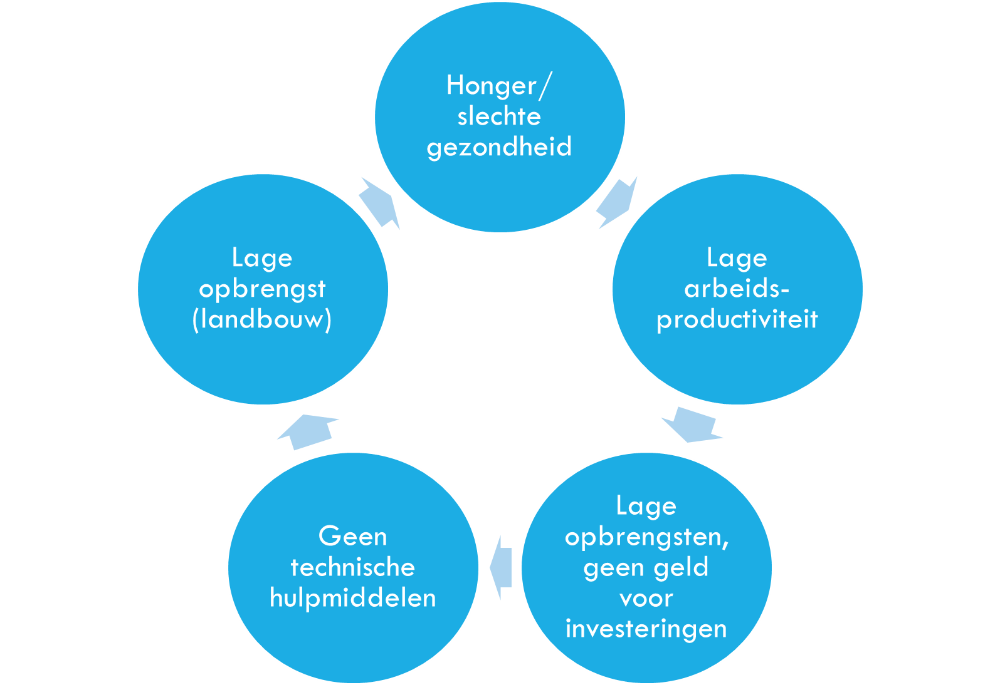 Honger/
slechte
gezondheid
Lage
arbeids-
productiviteit
Lage
opbrengsten,
geen geld
voor
investeringen
Geen
technische
hulpmiddelen
Lage
opbrengst
(landbouw)